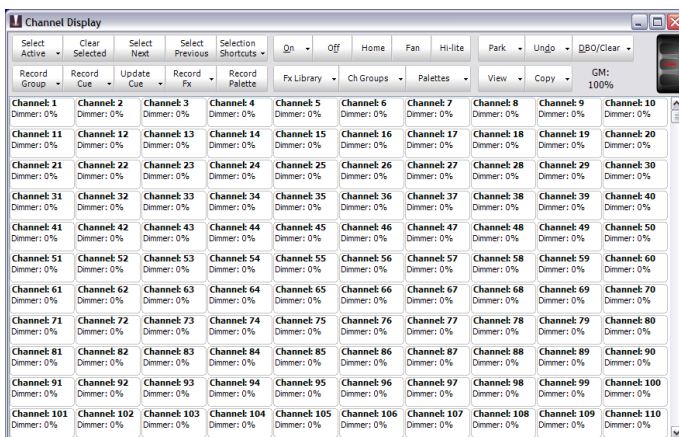 Channel Display
Select Clear Select Select Selection On Off Home Fan Hi-lite Park Undo DBO/Clear
Active Selected Next Previous Shortcuts
Record Record Update Record Record Fx Library Ch Groups Palettes View Copy GM:
Group Cue Cue Fx Palette 100%
Channel: 1 Channel: 2 Channel: 3 Channel: 4 Channel: 5 Channel: 6 Channel: 7 Channel: 8 Channel: 9 Channel: 10
Dimmer: 0% Dimmer: 0% Dimmer: 0% Dimmer: 0% Dimmer: 0% Dimmer: 0% Dimmer: 0% Dimmer: 0% Dimmer: 0% Dimmer: 0%
Channel: 11 Channel: 12 Channel: 13 Channel: 14 Channel: 15 Channel: 16 Channel: 17 Channel: 18 Channel: 19 Channel: 20
Dimmer: 0% Dimmer: 0% Dimmer: 0% Dimmer: 0% Dimmer: 0% Dimmer: 0% Dimmer: 0% Dimmer: 0% Dimmer: 0% Dimmer: 0%
Channel: 21 Channel: 22 Channel: 23 Channel: 24 Channel: 25 Channel: 26 Channel: 27 Channel: 28 Channel: 29 Channel: 30
Dimmer: 0% Dimmer: 0% Dimmer: 0% Dimmer: 0% Dimmer: 0% Dimmer: 0% Dimmer: 0% Dimmer: 0% Dimmer: 0% Dimmer: 0%
Channel: 31 Channel: 32 Channel: 33 Channel: 34 Channel: 35 Channel: 36 Channel: 37 Channel: 38 Channel: 39 Channel: 40
Dimmer: 0% Dimmer: 0% Dimmer: 0% Dimmer: 0% Dimmer: 0% Dimmer: 0% Dimmer: 0% Dimmer: 0% Dimmer: 0% Dimmer: 0%
Channel: 41 Channel: 42 Channel: 43 Channel: 44 Channel: 45 Channel: 46 Channel: 47 Channel: 48 Channel: 49 Channel: 50
Dimmer: 0% Dimmer: 0% Dimmer: 0% Dimmer: 0% Dimmer: 0% Dimmer: 0% Dimmer: 0% Dimmer: 0% Dimmer: 0% Dimmer: 0%
Channel: 51 Channel: 52 Channel: 53 Channel: 54 Channel: 55 Channel: 56 Channel: 57 Channel: 58 Channel: 59 Channel: 60
Dimmer: 0% Dimmer: 0% Dimmer: 0% Dimmer: 0% Dimmer: 0% Dimmer: 0% Dimmer: 0% Dimmer: 0% Dimmer: 0% Dimmer: 0%
Channel: 61 Channel: 62 Channel: 63 Channel: 64 Channel: 65 Channel: 66 Channel: 67 Channel: 68 Channel: 69 Channel: 70
Dimmer: 0% Dimmer: 0% Dimmer: 0% Dimmer: 0% Dimmer: 0% Dimmer: 0% Dimmer: 0% Dimmer: 0% Dimmer: 0% Dimmer: 0%
Channel: 71 Channel: 72 Channel: 73 Channel: 74 Channel: 75 Channel: 76 Channel: 77 Channel: 78 Channel: 79 Channel: 80
Dimmer: 0% Dimmer: 0% Dimmer: 0% Dimmer: 0% Dimmer: 0% Dimmer: 0% Dimmer: 0% Dimmer: 0% Dimmer: 0% Dimmer: 0%
Channel: 81 Channel: 82 Channel: 83 Channel: 84 Channel: 85 Channel: 86 Channel: 87 Channel: 88 Channel: 89 Channel: 90
Dimmer: 0% Dimmer: 0% Dimmer: 0% Dimmer: 0% Dimmer: 0% Dimmer: 0% Dimmer: 0% Dimmer: 0% Dimmer: 0% Dimmer: 0%
Channel: 91 Channel: 92 Channel: 93 Channel: 94 Channel: 95 Channel: 96 Channel: 97 Channel: 98 Channel: 99 Channel: 100
Dimmer: 0% Dimmer: 0% Dimmer: 0% Dimmer: 0% Dimmer: 0% Dimmer: 0% Dimmer: 0% Dimmer: 0% Dimmer: 0% Dimmer: 0%
Channel: 101 Channel: 102 Channel: 103 Channel: 104 Channel: 105 Channel: 106 Channel: 107 Channel: 108 Channel: 109 Channel: 110
Dimmer: 0% Dimmer: 0% Dimmer: 0% Dimmer: 0% Dimmer: 0% Dimmer: 0% Dimmer: 0% Dimmer: 0% Dimmer: 0% Dimmer: 0%